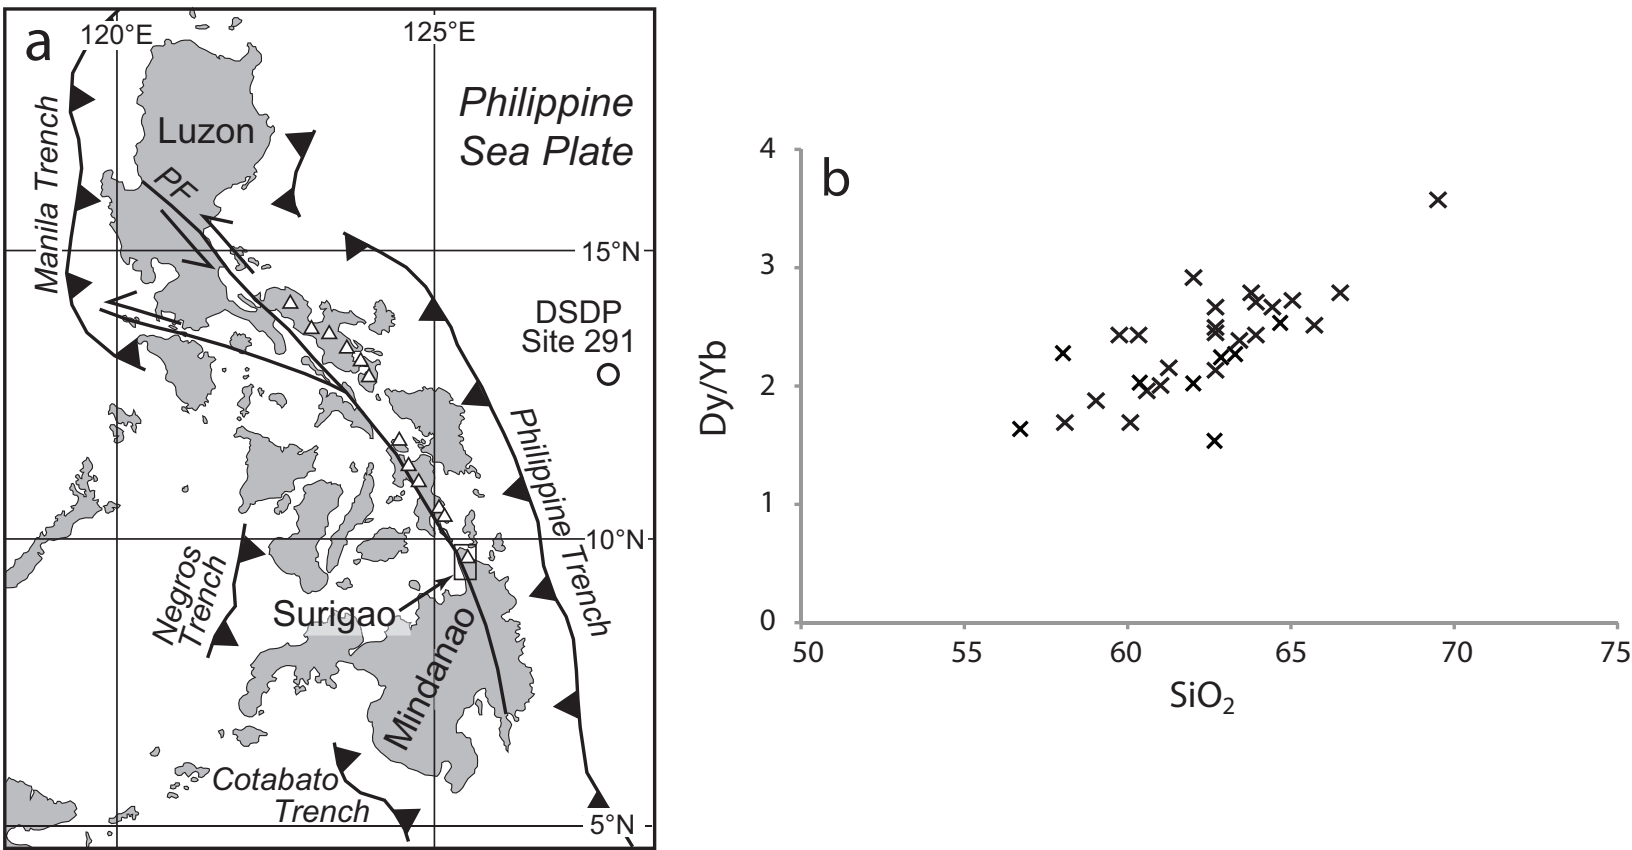 a
120°E
125°E
Philippine
Sea Plate
Luzon
Manila Trench
PF
15°N
DSDP
Site 291
Philippine Trench
10°N
Negros
Trench
Surigao
Mindanao
Cotabato
Trench
5°N
b
4
3
2
1
0
Dy/Yb
50
55
60
65
70
75
SiO₂